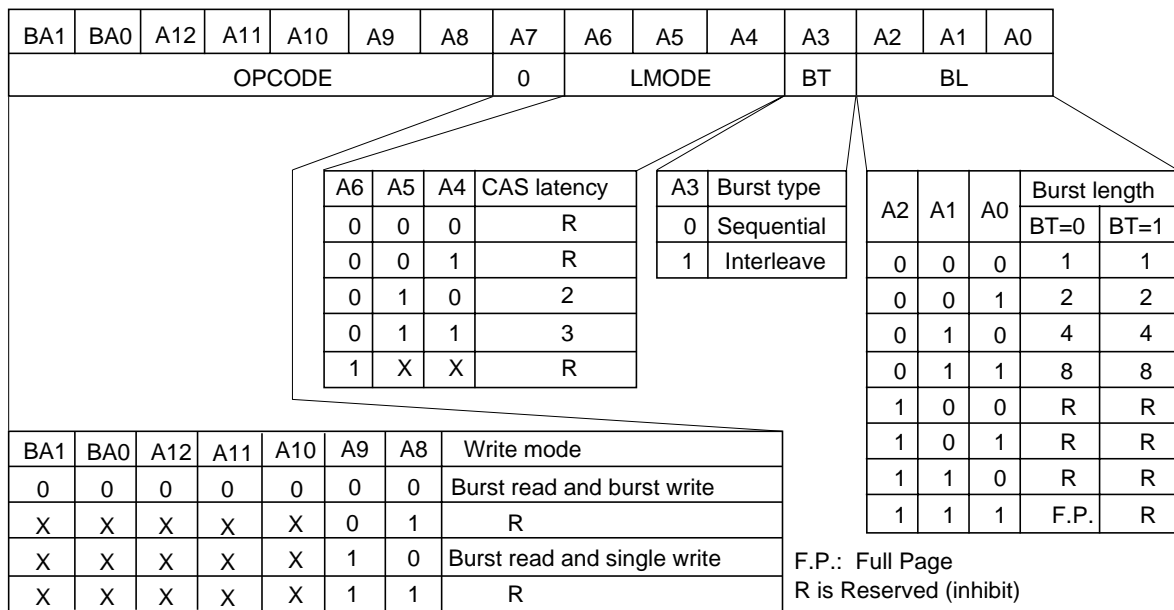 BA1 BA0 A12 A11 A10 A9 A8 A7 A6 A5 A4 A3 A2 A1 A0
OPCODE 0 LMODE BT BL
A6 A5 A4 CAS latency
0 0 0 R
0 0 1 R
0 1 0 2
0 1 1 3
1 X X R
A3 Burst type
0 Sequential
1 Interleave
A2 A1 A0 Burst length
BT=0 BT=1
0 0 0 1 1
0 0 1 2 2
0 1 0 4 4
0 1 1 8 8
1 0 0 R R
1 0 1 R R
1 1 0 R R
1 1 1 F.P. R
BA1 BA0 A12 A11 A10 A9 A8 Write mode
0 0 0 0 0 0 0 Burst read and burst write
X X X X X 0 1 R
X X X X X 1 0 Burst read and single write
X X X X X 1 1 R
F.P.: Full Page
R is Reserved (inhibit)